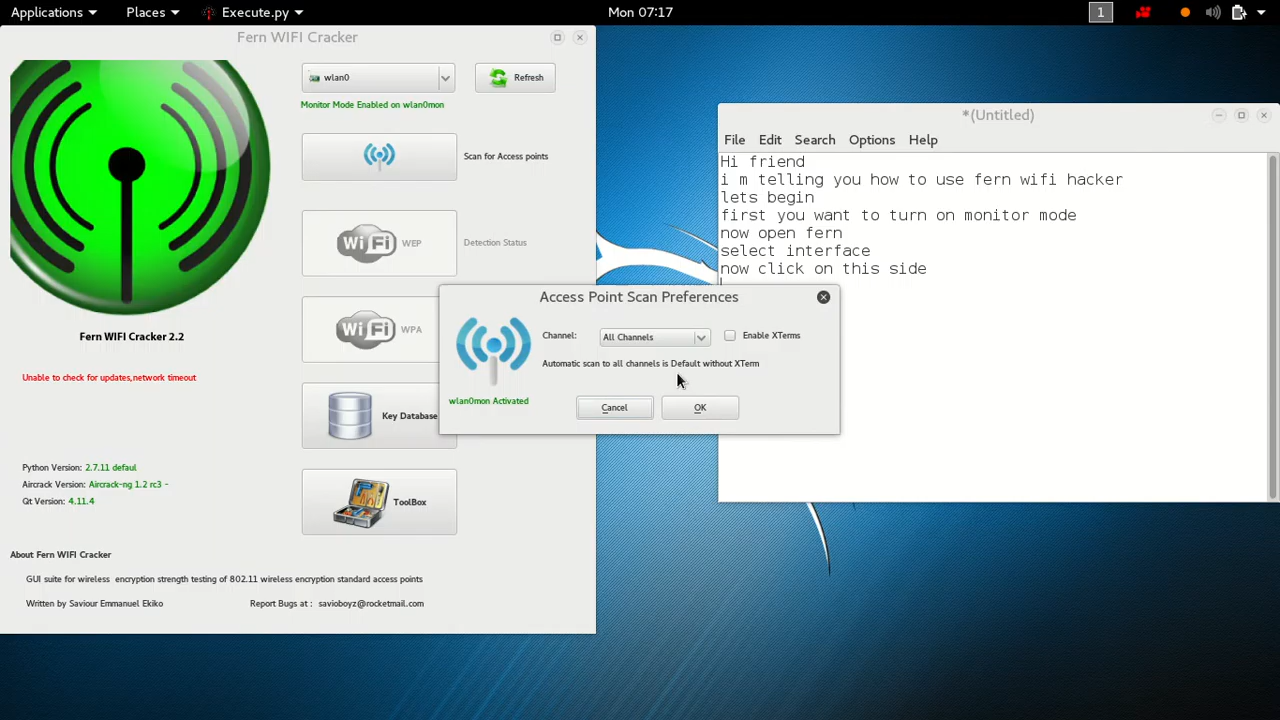 Applications
Places
Execute.py
Mon 07:17
1
Fern WIFI Cracker
wlan0
Refresh
Monitor Mode Enabled on wlan0mon
Scan for Access points
WiFi
WEP
Detection Status
WiFi
WPA
Fern WIFI Cracker 2.2
Unable to check for updates,network timeout
Key Database
Python Version: 2.7.11 defaul
Aircrack Version: Aircrack-ng 1.2 rc3 -
Qt Version: 4.11.4
ToolBox
About Fern WIFI Cracker
GUI suite for wireless encryption strength testing of 802.11 wireless encryption standard access points
Written by Saviour Emmanuel Ekiko
Report Bugs at : savioboyz@rocketmail.com
*(Untitled)
File Edit Search Options Help
Hi friend
i m telling you how to use fern wifi hacker
lets begin
first you want to turn on monitor mode
now open fern
select interface
now click on this side
Access Point Scan Preferences
Channel:
All Channels
Enable XTerms
Automatic scan to all channels is Default without XTerm
wlan0mon Activated
Cancel
OK